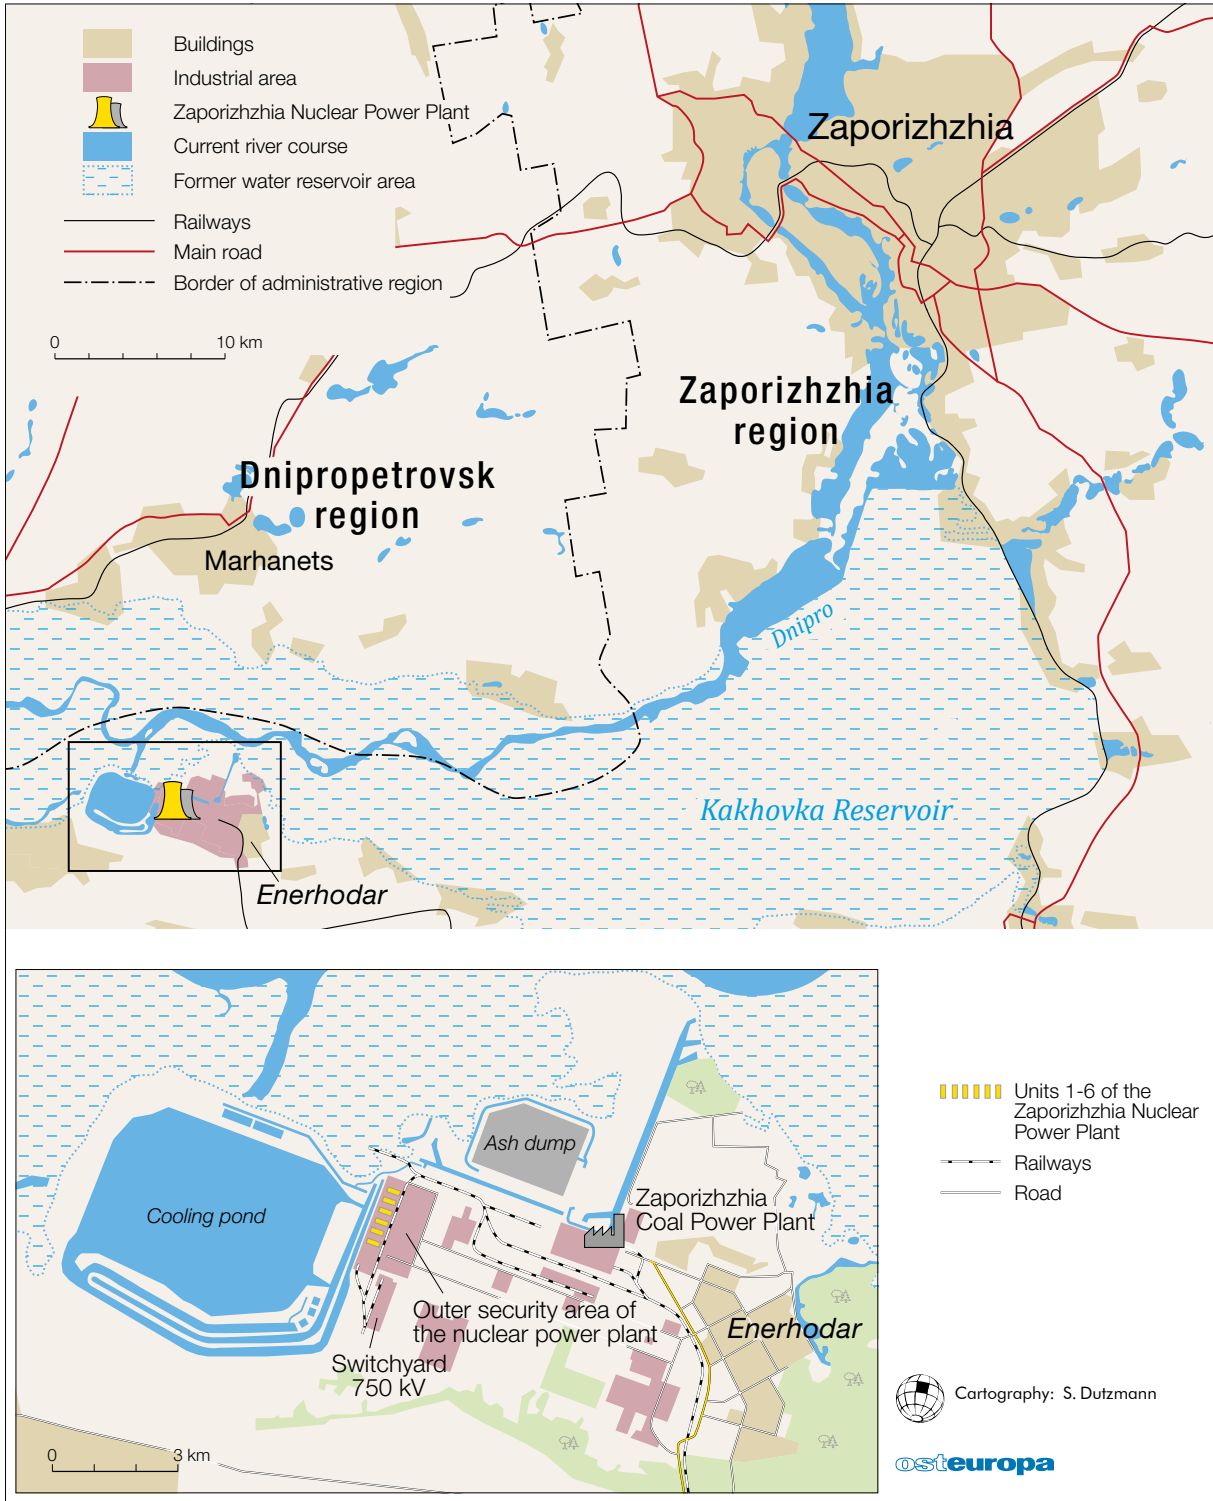 Buildings
Industrial area
Zaporizhzhia Nuclear Power Plant
Current river course
Former water reservoir area
Railways
Main road
Border of administrative region
0 10 km
Zaporizhzhia
Zaporizhzhia
region
Dnipropetrovsk
region
Marhanets
Dnipro
Kakhovka Reservoir
Enerhodar
Ash dump
Cooling pond
Zaporizhzhia
Coal Power Plant
Outer security area of
the nuclear power plant
Enerhodar
Switchyard
750 kV
0 3 km
Units 1-6 of the
Zaporizhzhia Nuclear
Power Plant
Railways
Road
Cartography: S. Dutzmann
osteuropa